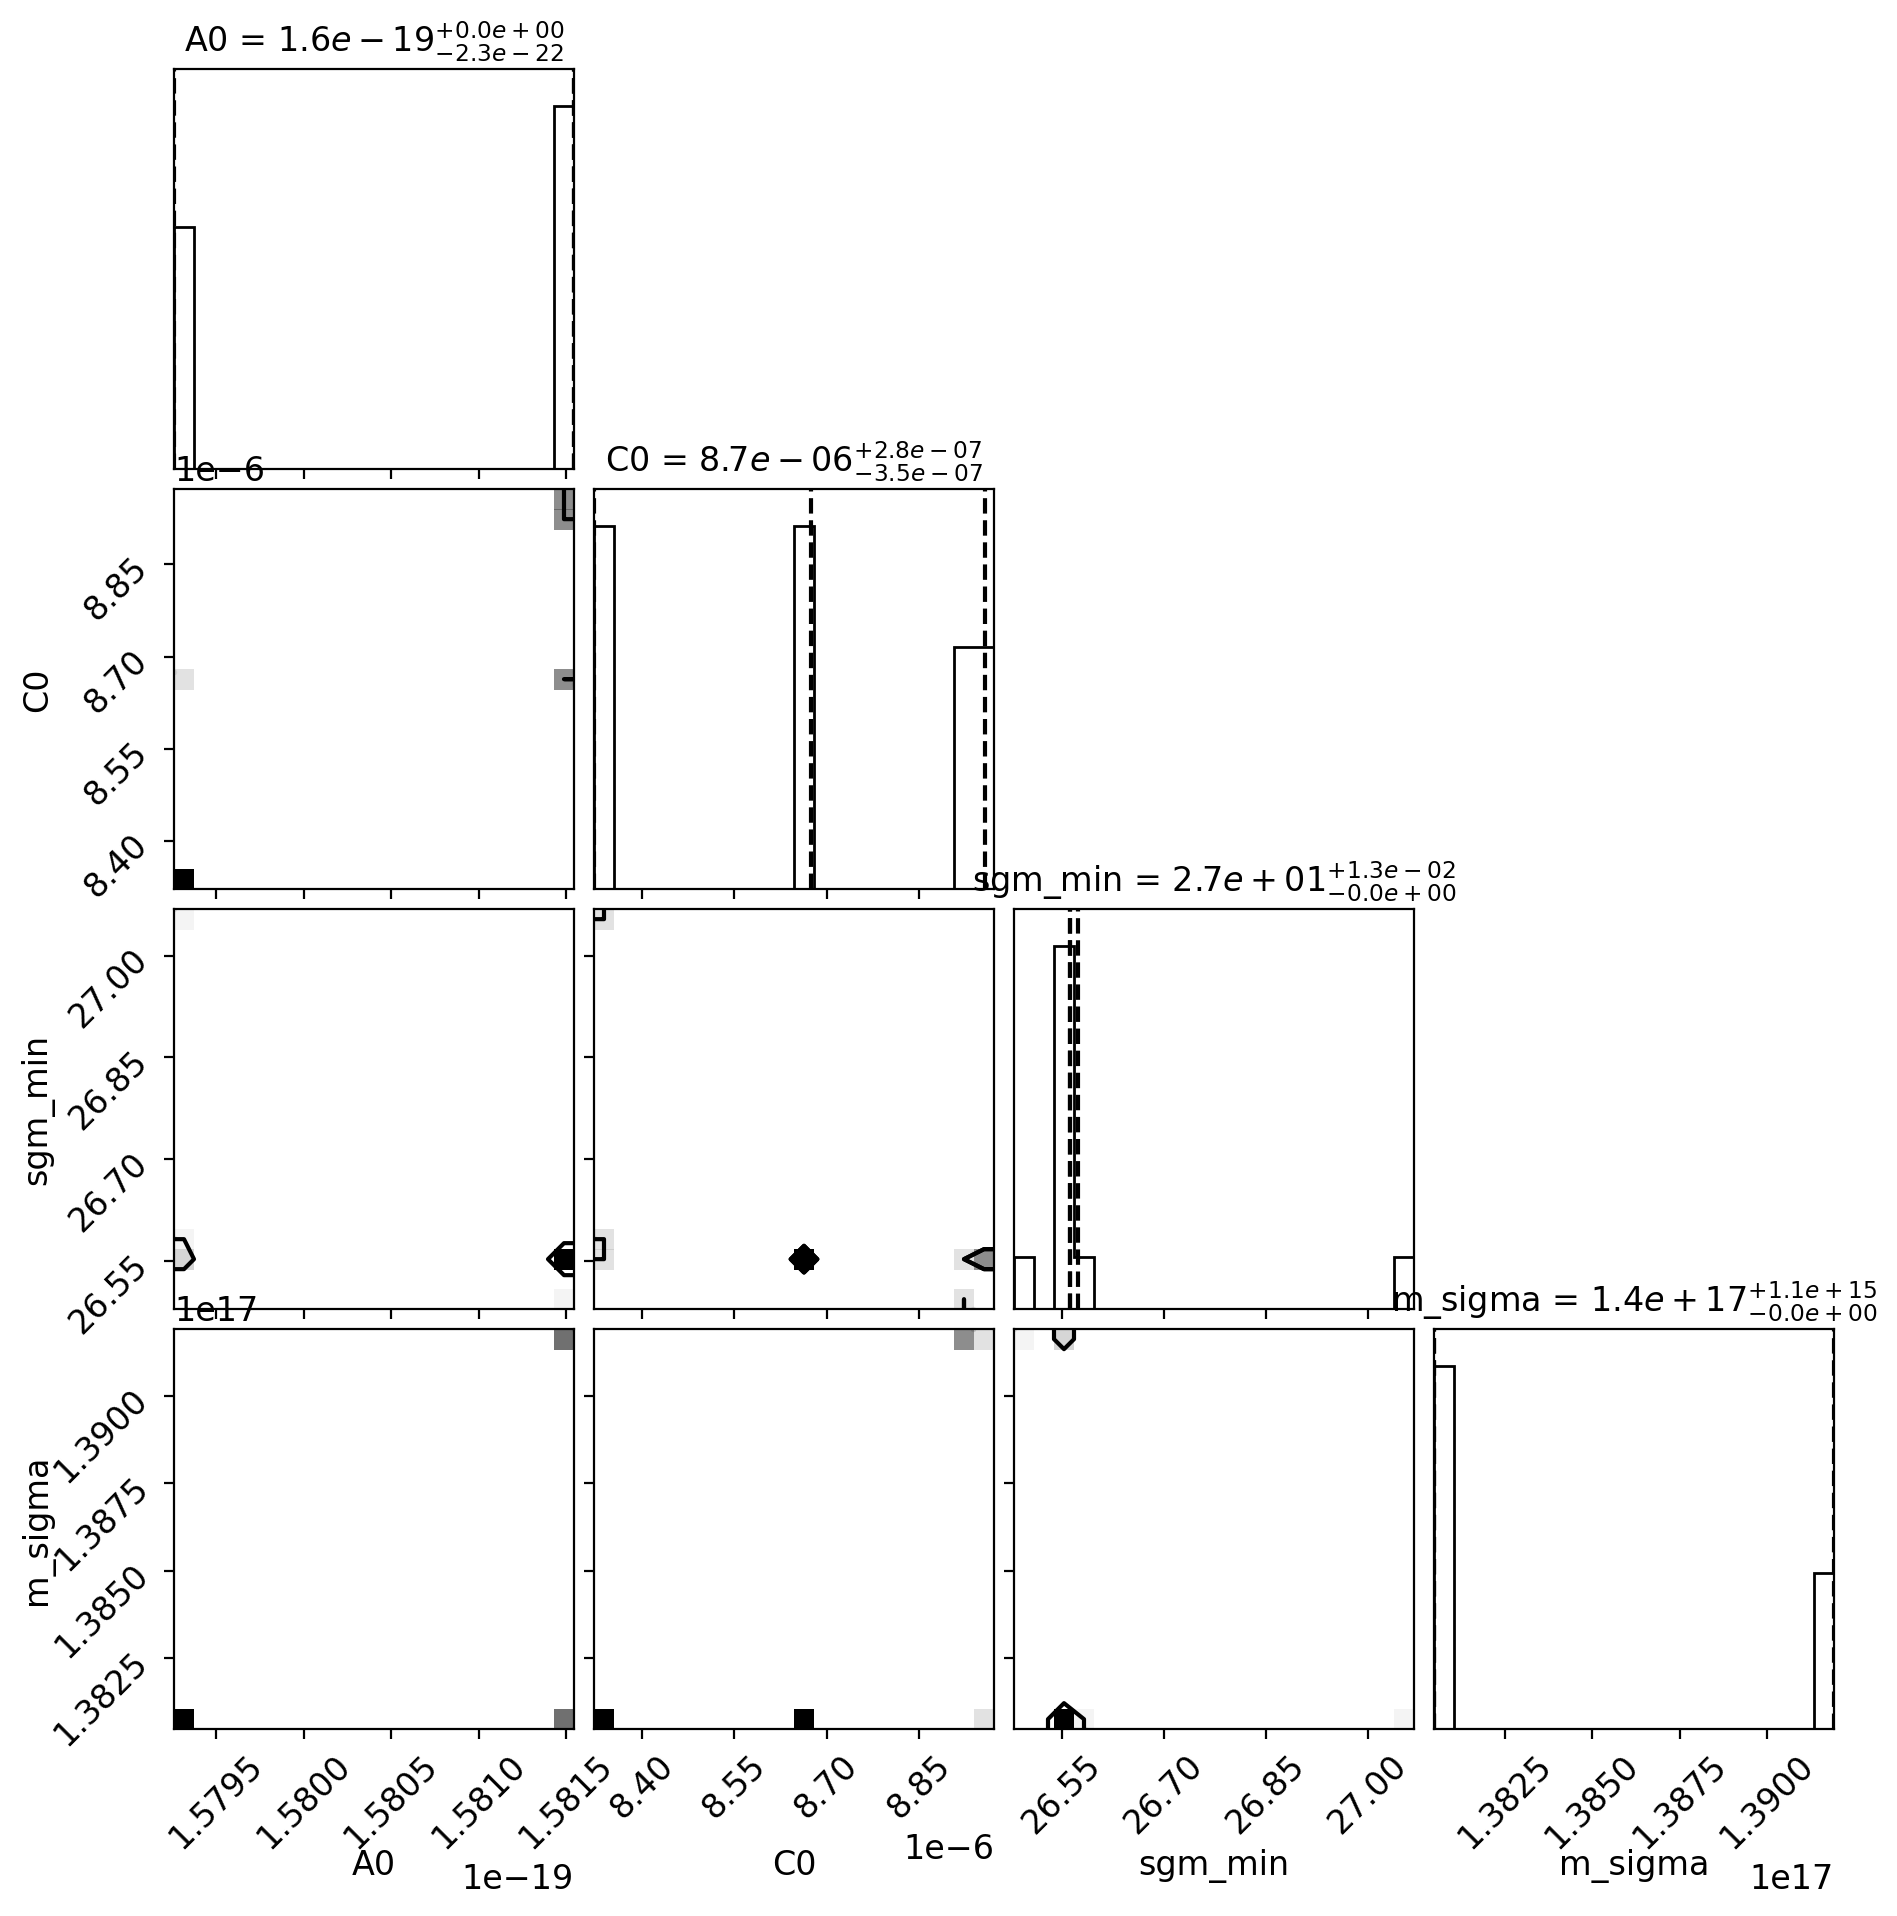 A0 = 1.6e − 19 +0.0e + 00 −2.3e − 22
1e−6
C0 = 8.7e − 06 +2.8e − 07 −3.5e − 07
8.85
8.70
8.55
8.40
C0
sgm_min = 2.7e + 01 +1.3e − 02 −0.0e + 00
27.00
26.85
26.70
26.55
sgm_min
1e17
m_sigma = 1.4e + 17 +1.1e + 15 −0.0e + 00
1.3900
1.3875
1.3850
1.3825
m_sigma
1.5795 1.5800 1.5805 1.5810 1.5815
8.40 8.55 8.70 8.85
26.55 26.70 26.85 27.00
1.3825 1.3850 1.3875 1.3900
A0 1e−19
C0 1e−6
sgm_min
m_sigma 1e17